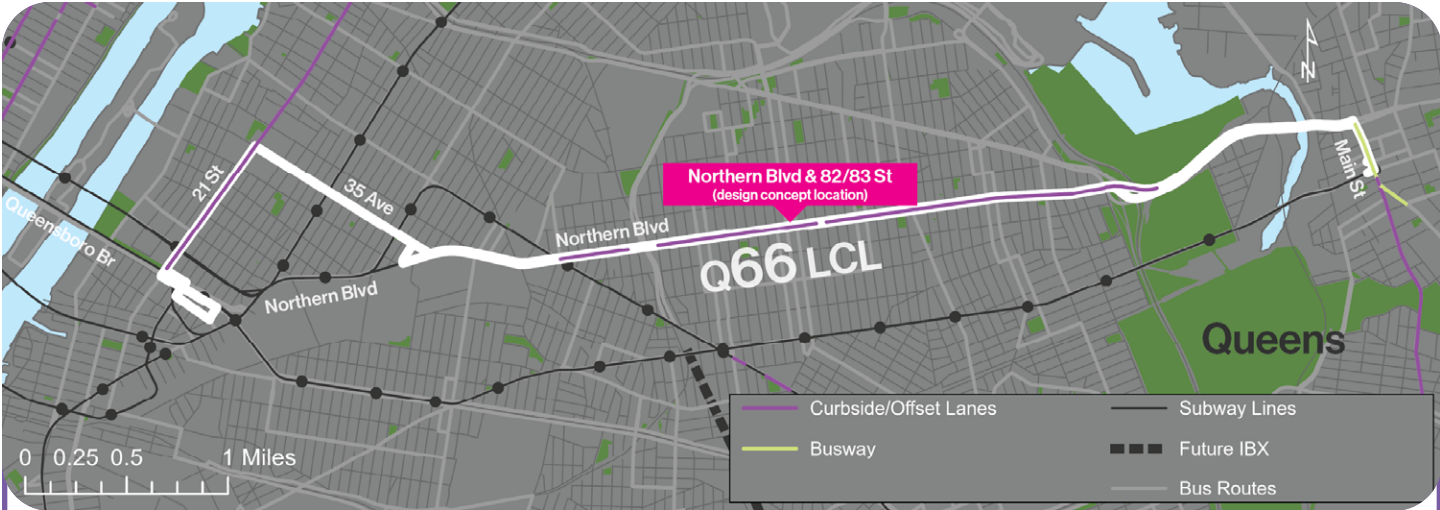 N
21 St
35 Ave
Main St
Northern Blvd & 82/83 St
(design concept location)
Queensboro Br
Northern Blvd
Q66 LCL
Northern Blvd
Queens
Curbside/Offset Lanes
Subway Lines
Busway
Future IBX
Bus Routes
0 0.25 0.5 1 Miles